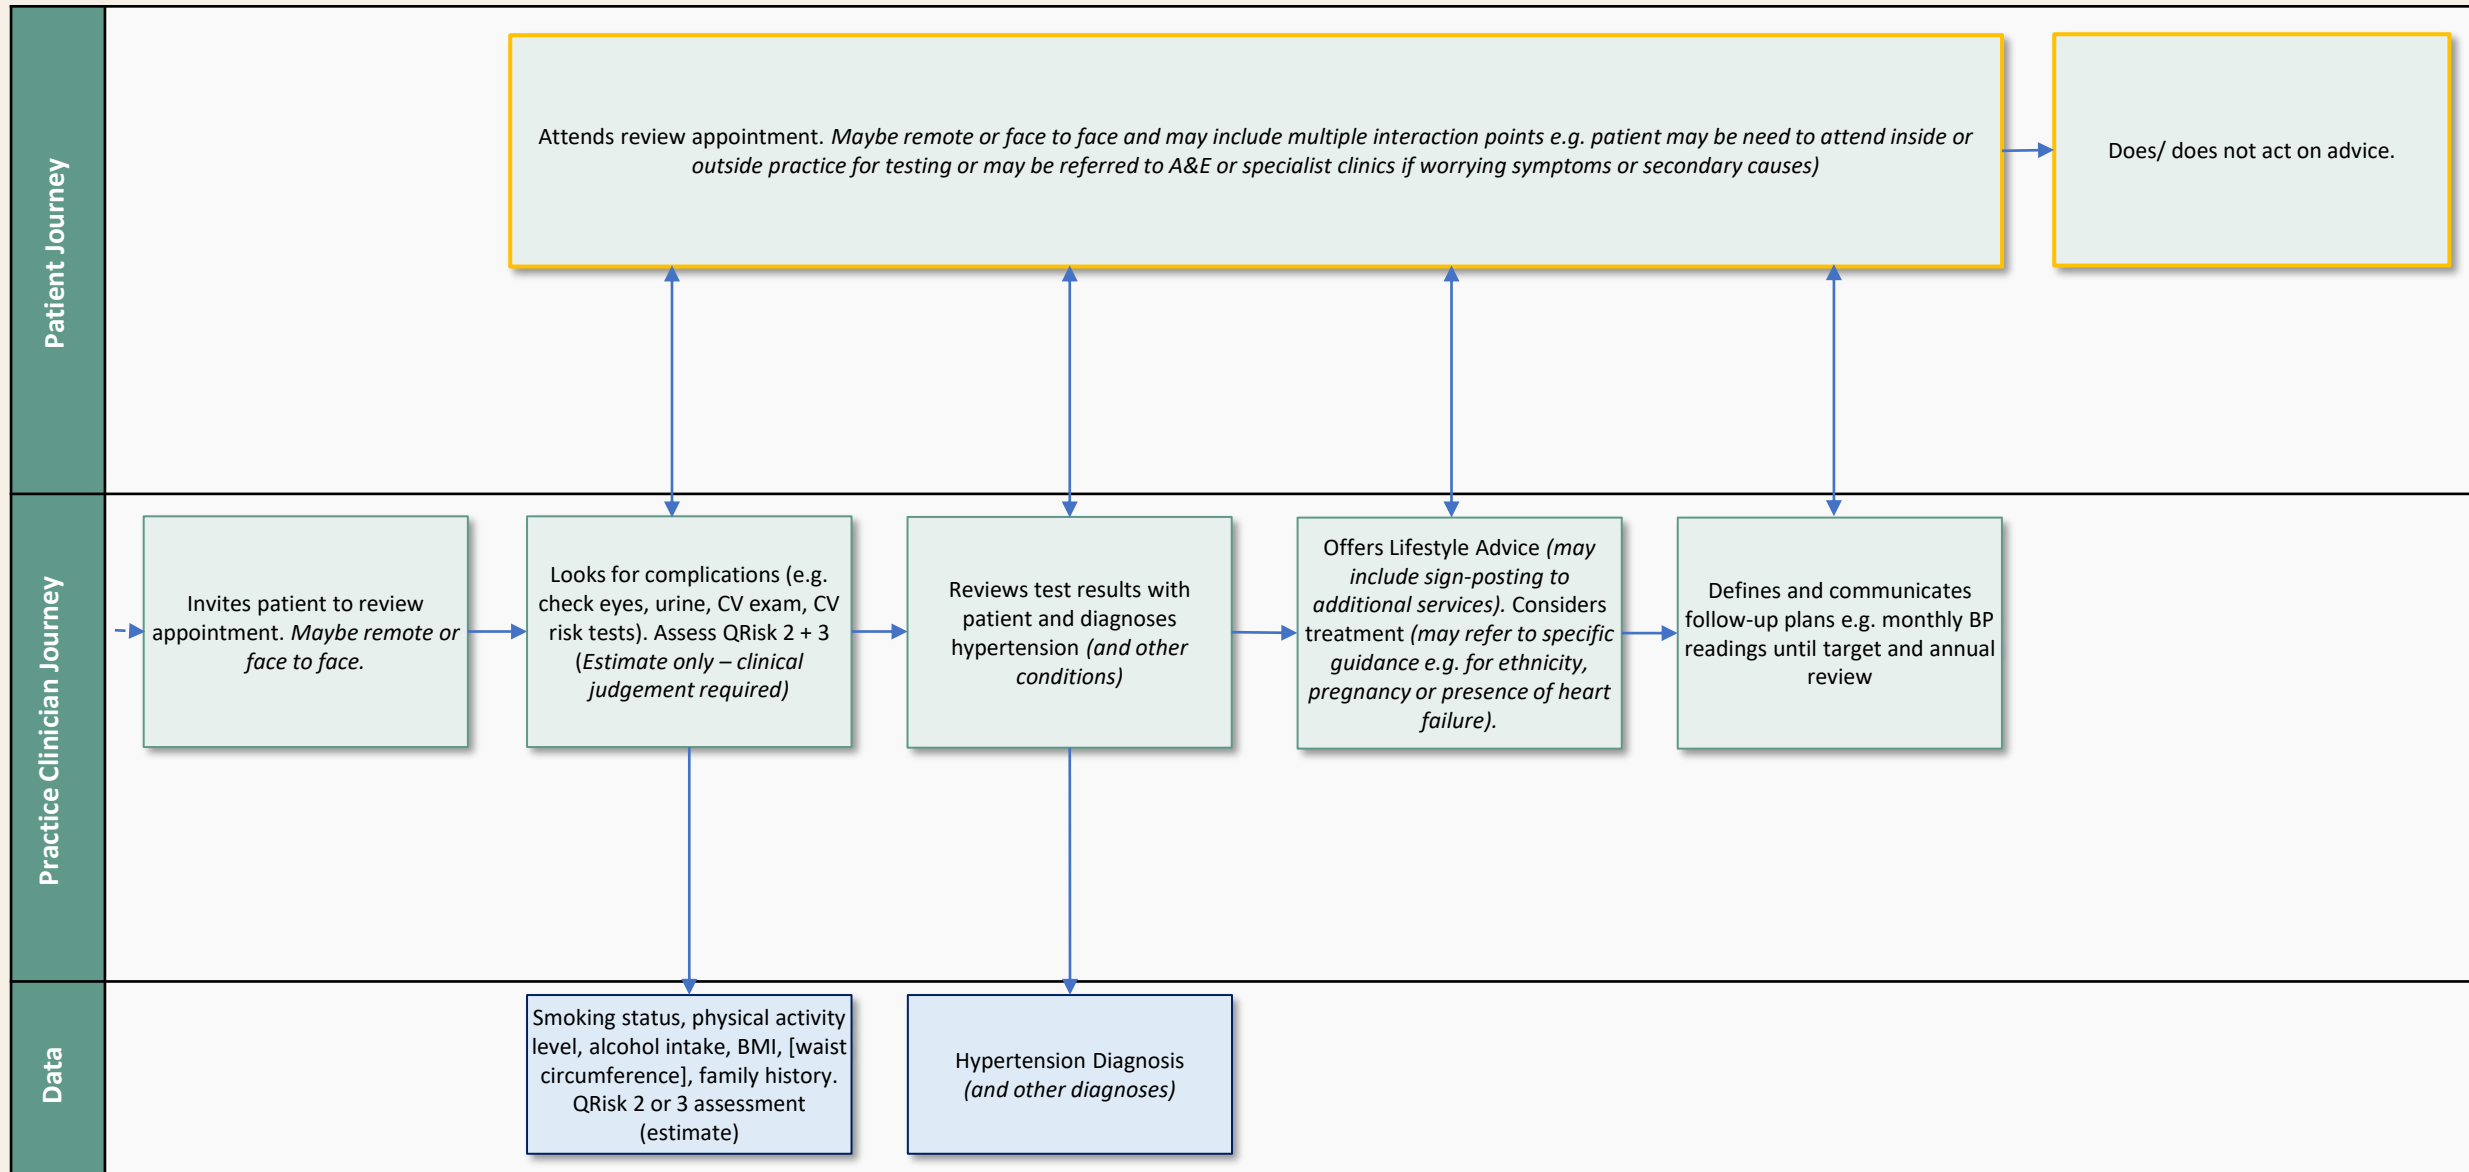 Patient Journey
Attends review appointment. Maybe remote or face to face and may include multiple interaction points e.g. patient may be need to attend inside or
outside practice for testing or may be referred to A&E or specialist clinics if worrying symptoms or secondary causes)
Does/ does not act on advice.
Practice Clinician Journey
Invites patient to review
appointment. Maybe remote or
face to face.
Looks for complications (e.g.
check eyes, urine, CV exam, CV
risk tests). Assess QRisk 2 + 3
(Estimate only – clinical
judgement required)
Reviews test results with
patient and diagnoses
hypertension (and other
conditions)
Offers Lifestyle Advice (may
include sign-posting to
additional services). Considers
treatment (may refer to specific
guidance e.g. for ethnicity,
pregnancy or presence of heart
failure).
Defines and communicates
follow-up plans e.g. monthly BP
readings until target and annual
review
Data
Smoking status, physical activity
level, alcohol intake, BMI, [waist
circumference], family history.
QRisk 2 or 3 assessment
(estimate)
Hypertension Diagnosis
(and other diagnoses)